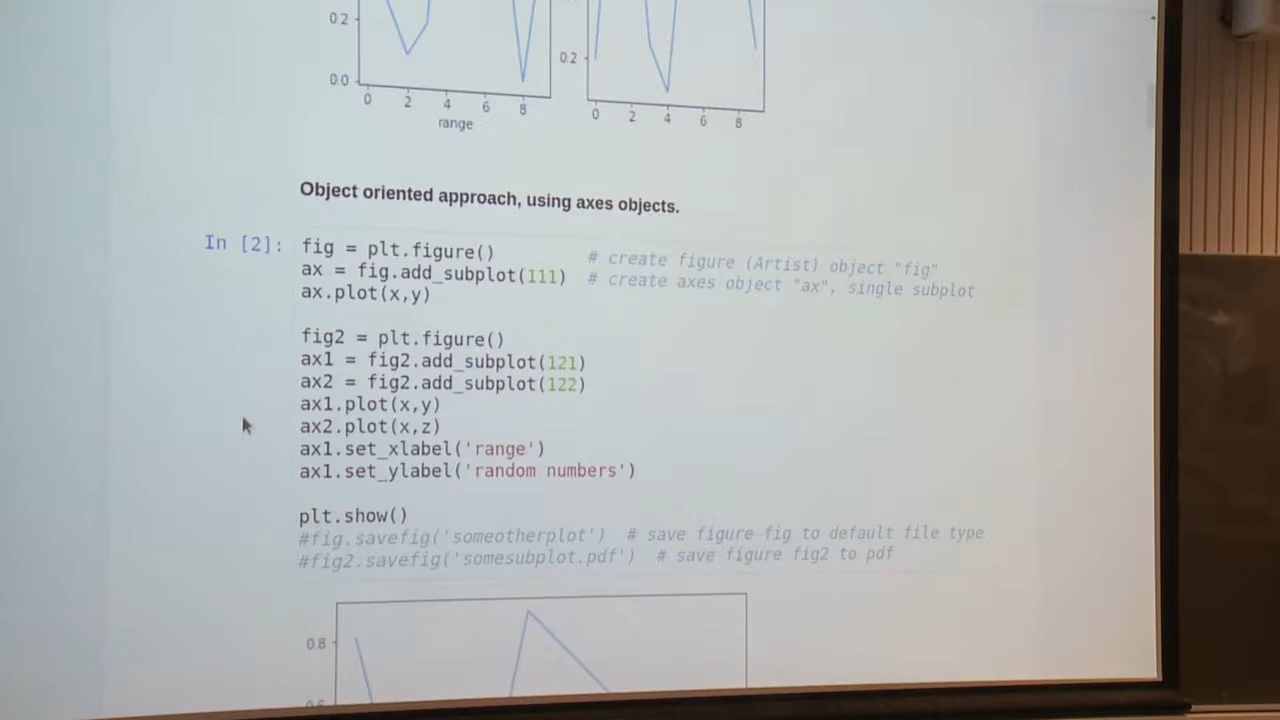 0.2
0.0
0 2 4 6 8
range
0.2
0 2 4 6 8
Object oriented approach, using axes objects.
In [2]: fig = plt.figure() # create figure (Artist) object "fig"
ax = fig.add_subplot(111) # create axes object "ax", single subplot
ax.plot(x,y)
fig2 = plt.figure()
ax1 = fig2.add_subplot(121)
ax2 = fig2.add_subplot(122)
ax1.plot(x,y)
ax2.plot(x,z)
ax1.set_xlabel('range')
ax1.set_ylabel('random numbers')
plt.show()
#fig.savefig('someotherplot') # save figure fig to default file type
#fig2.savefig('somesubplot.pdf') # save figure fig2 to pdf
0.8